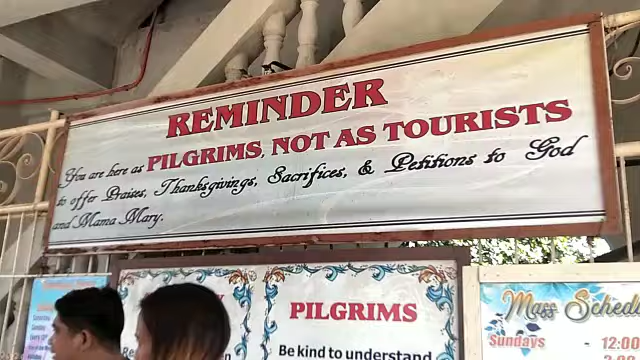 REMINDER
You are here as PILGRIMS, NOT AS TOURISTS
to offer Praises, Thanksgivings, Sacrifices, & Petitions to God
and Mama Mary.
PILGRIMS
Be kind to understand
Mass Schedu
Sundays - 12:00